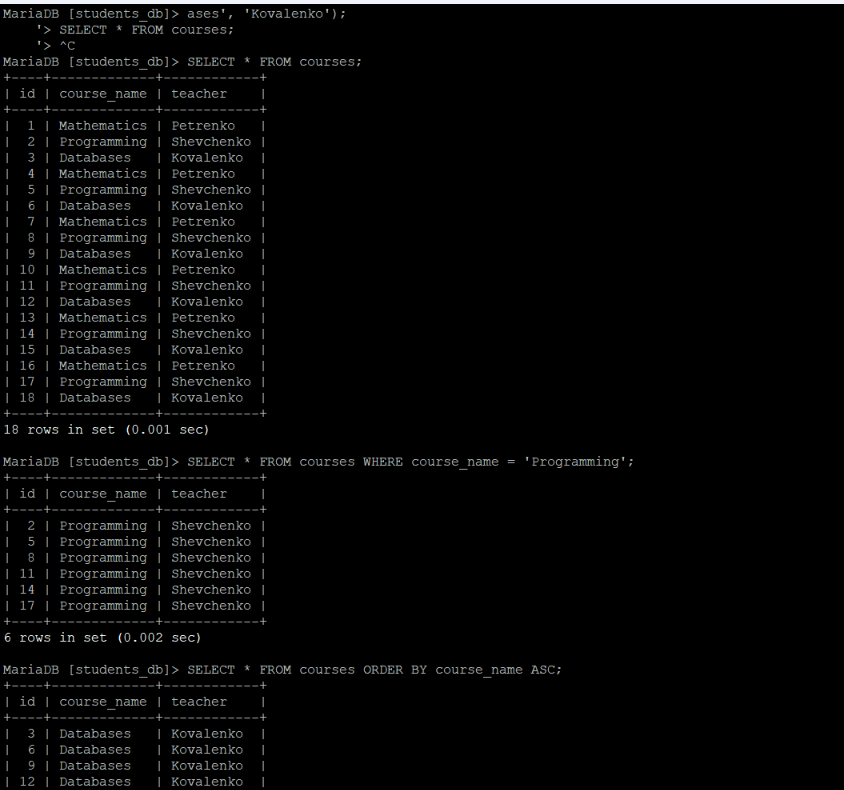 MariaDB [students_db]> ases', 'Kovalenko');
    '> SELECT * FROM courses;
    '> ^C
MariaDB [students_db]> SELECT * FROM courses;
+----+-------------+------------+
| id | course_name | teacher    |
+----+-------------+------------+
|  1 | Mathematics | Petrenko   |
|  2 | Programming | Shevchenko |
|  3 | Databases   | Kovalenko  |
|  4 | Mathematics | Petrenko   |
|  5 | Programming | Shevchenko |
|  6 | Databases   | Kovalenko  |
|  7 | Mathematics | Petrenko   |
|  8 | Programming | Shevchenko |
|  9 | Databases   | Kovalenko  |
| 10 | Mathematics | Petrenko   |
| 11 | Programming | Shevchenko |
| 12 | Databases   | Kovalenko  |
| 13 | Mathematics | Petrenko   |
| 14 | Programming | Shevchenko |
| 15 | Databases   | Kovalenko  |
| 16 | Mathematics | Petrenko   |
| 17 | Programming | Shevchenko |
| 18 | Databases   | Kovalenko  |
+----+-------------+------------+
18 rows in set (0.001 sec)

MariaDB [students_db]> SELECT * FROM courses WHERE course_name = 'Programming';
+----+-------------+------------+
| id | course_name | teacher    |
+----+-------------+------------+
|  2 | Programming | Shevchenko |
|  5 | Programming | Shevchenko |
|  8 | Programming | Shevchenko |
| 11 | Programming | Shevchenko |
| 14 | Programming | Shevchenko |
| 17 | Programming | Shevchenko |
+----+-------------+------------+
6 rows in set (0.002 sec)

MariaDB [students_db]> SELECT * FROM courses ORDER BY course_name ASC;
+----+-------------+------------+
| id | course_name | teacher    |
+----+-------------+------------+
|  3 | Databases   | Kovalenko  |
|  6 | Databases   | Kovalenko  |
|  9 | Databases   | Kovalenko  |
| 12 | Databases   | Kovalenko  |